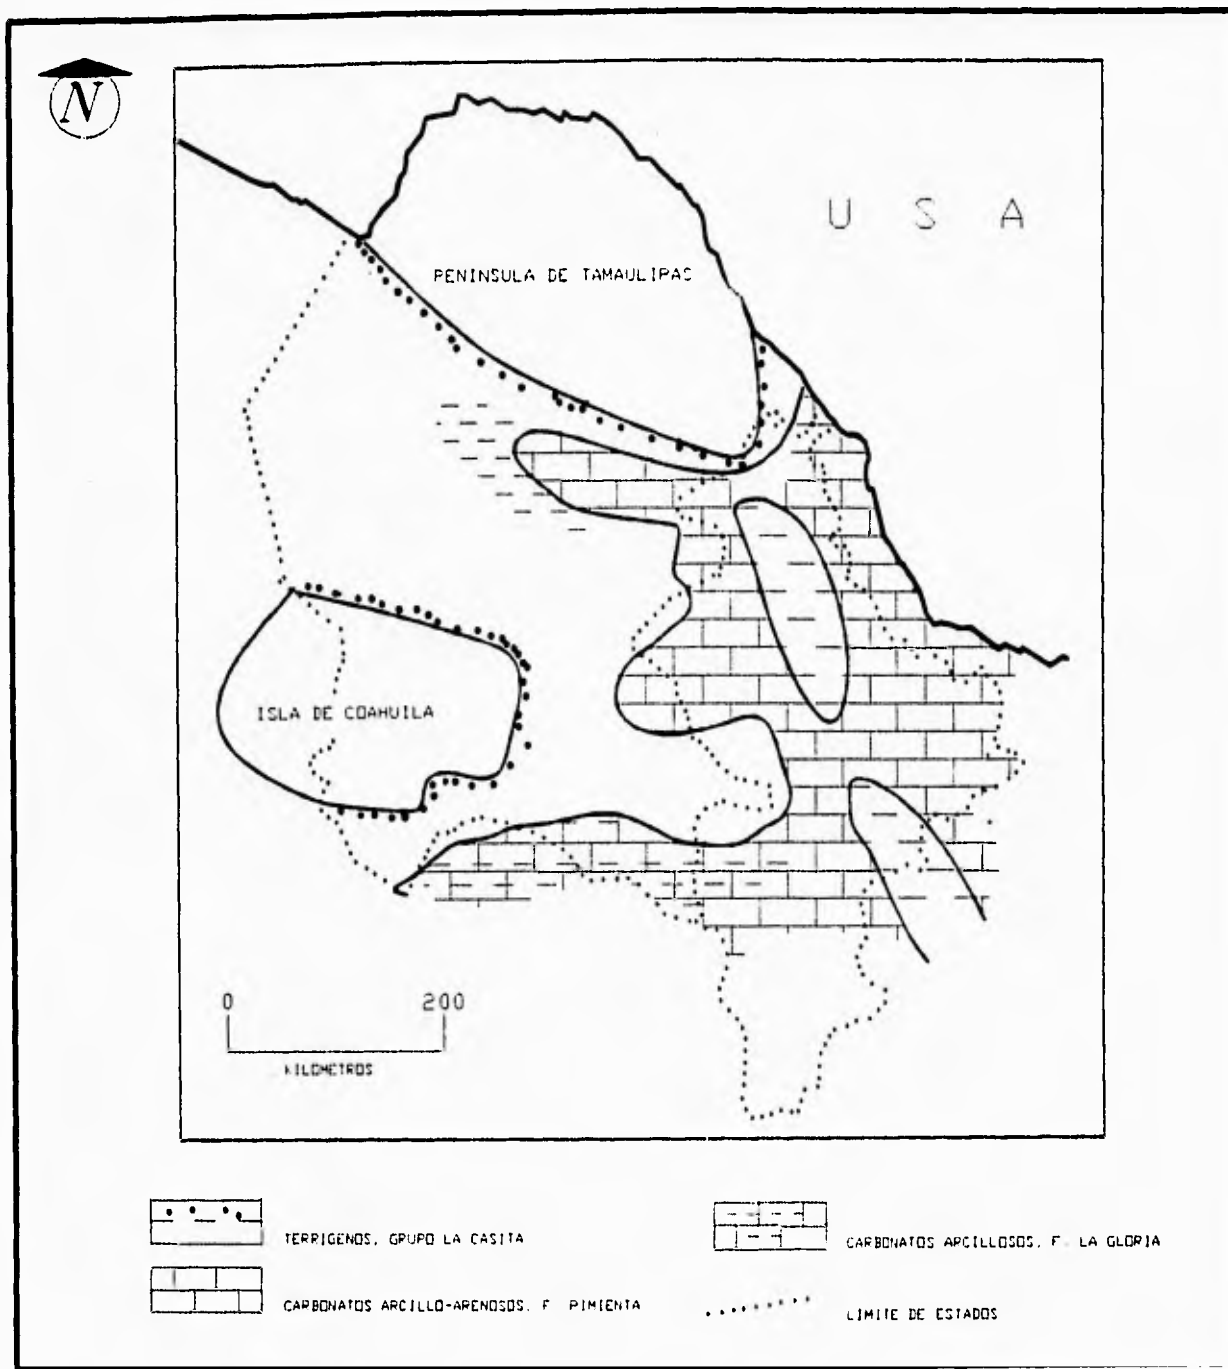 N
U S A
PENINSULA DE TAMAULIPAS
ISLA DE COAHUILA
0 200
KILOMETROS
TERRIGENOS. GRUPO LA CASITA
CARBONATOS ARCILLOSOS. F. LA GLORIA
CARBONATOS ARCILLO-ARENOSOS. F PIMIENTA
LIMITE DE ESTADOS